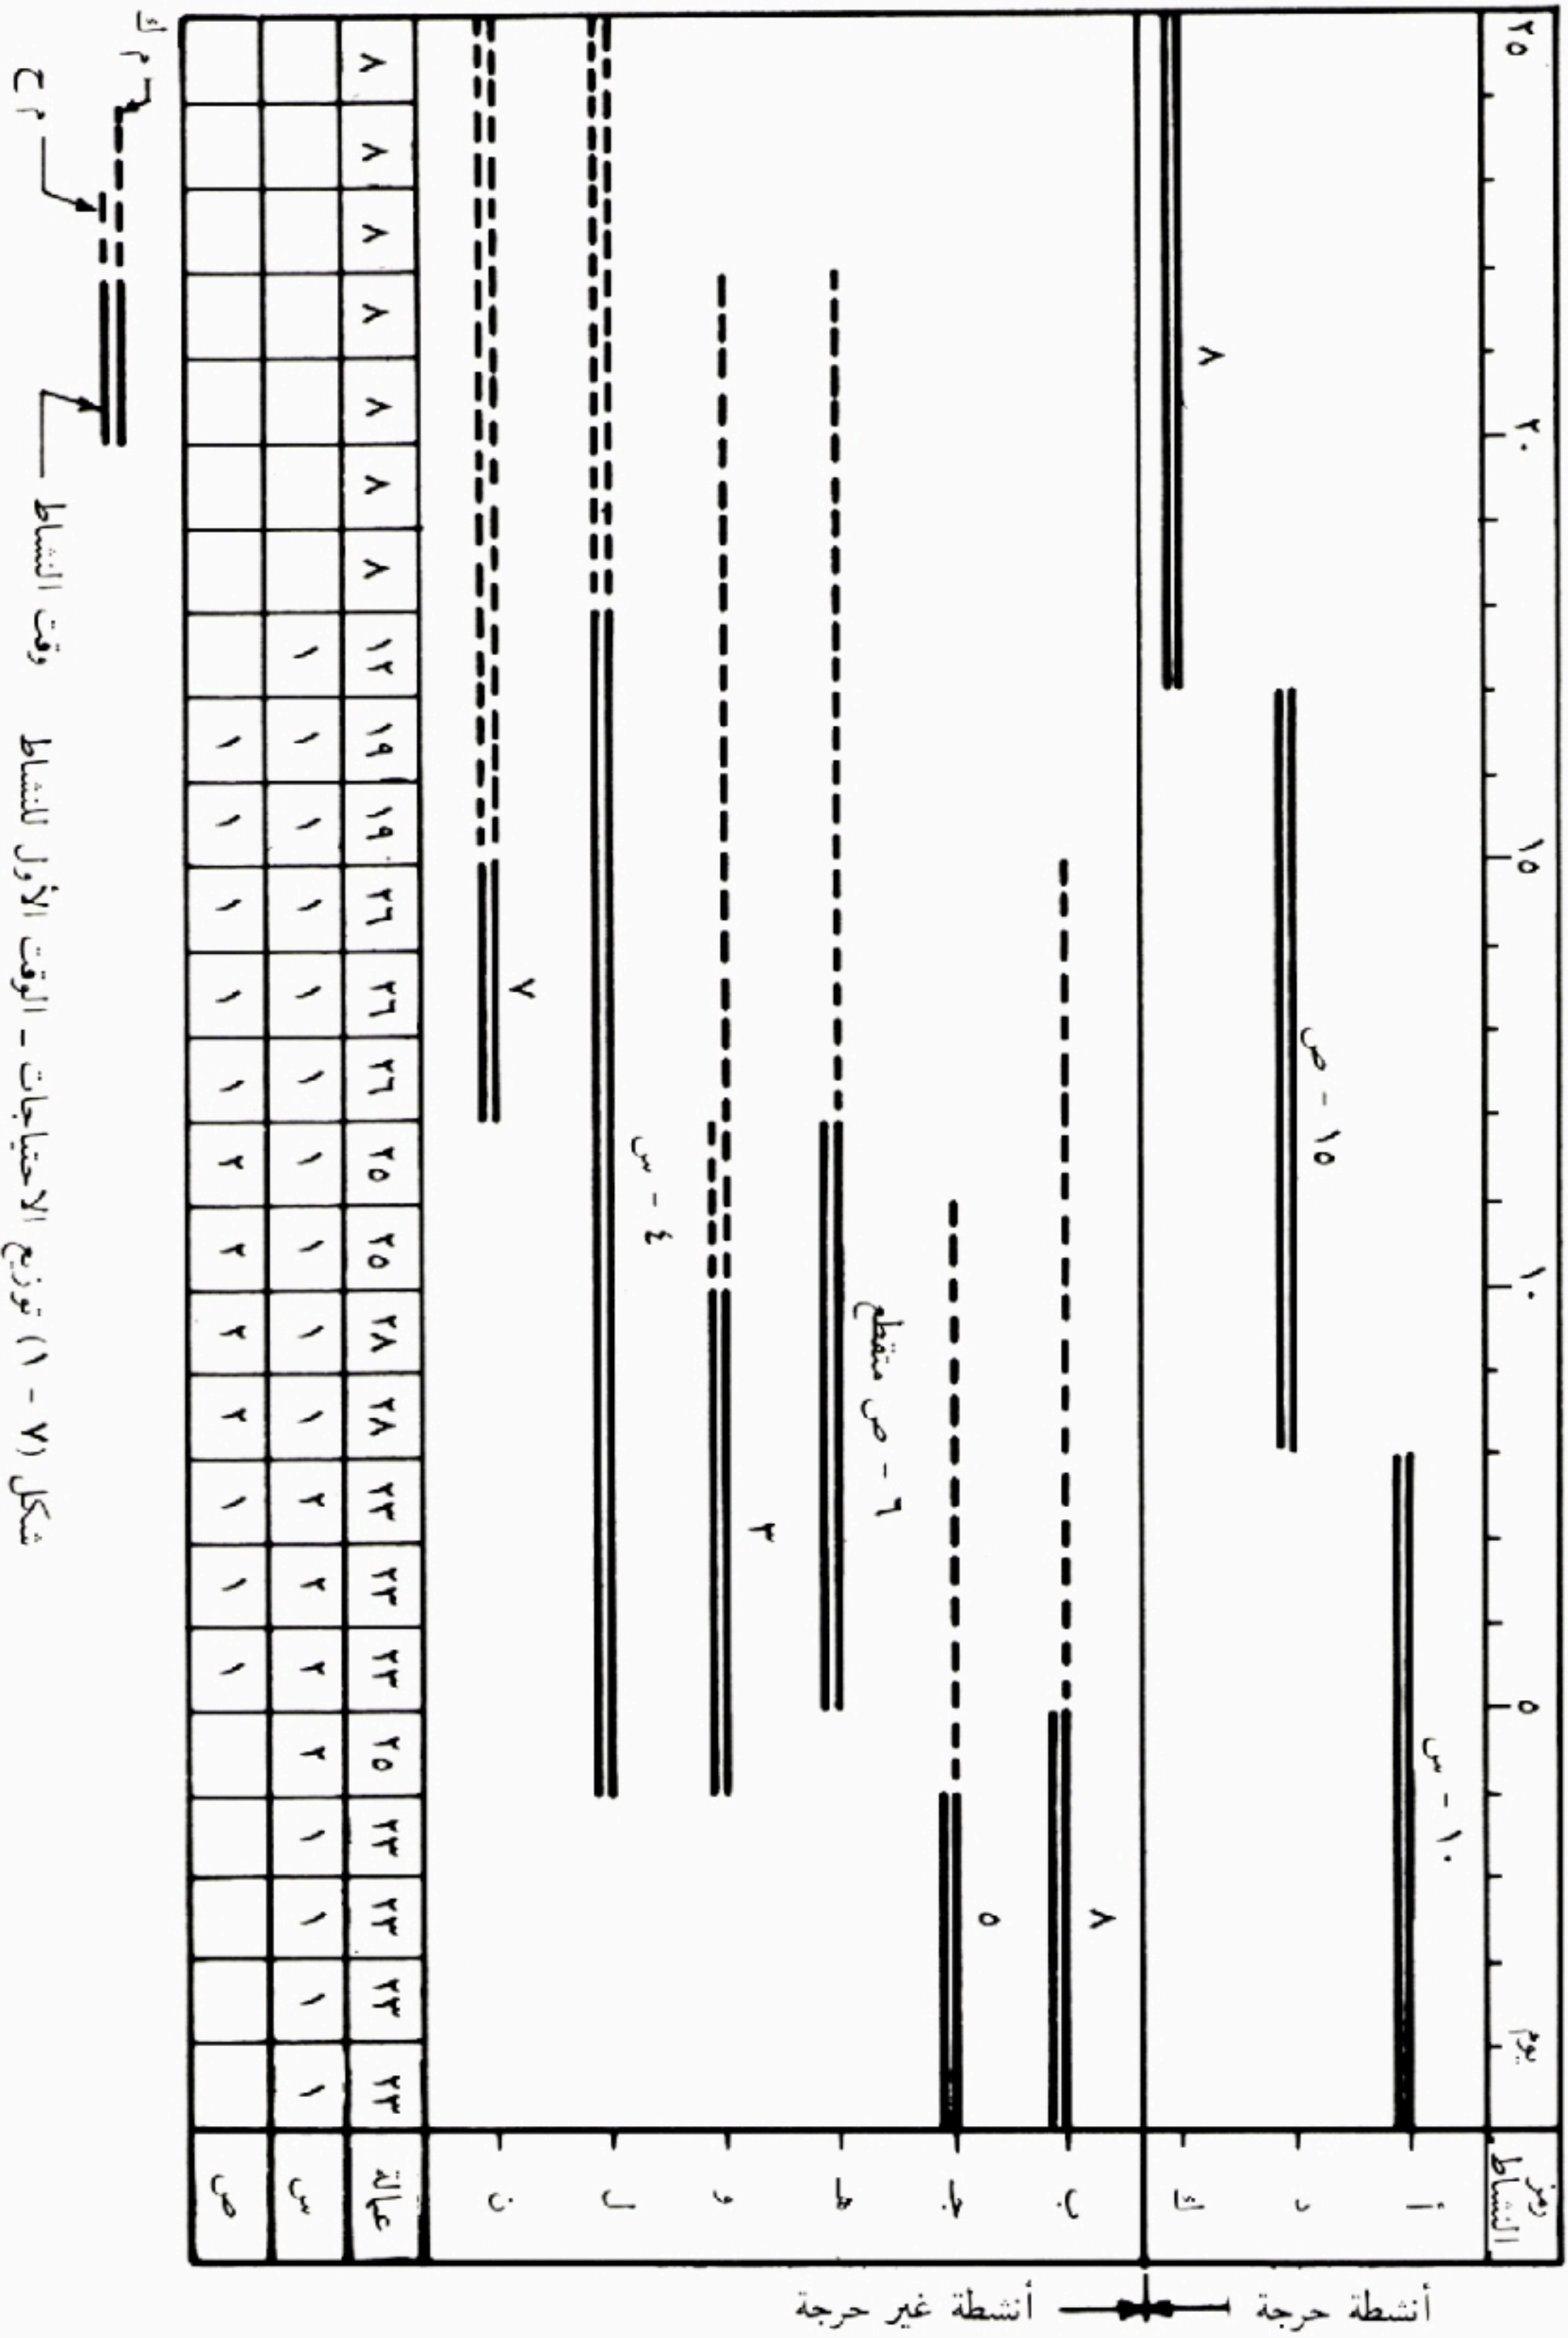 أنشطة حرجة
أنشطة غير حرجة
رمز النشاط يوم ٥ ١٠ ١٥ ٢٠ ٢٥
أ ١٠ - س
د ١٥ - ص
ك ٨
ب ٨
جـ ٥
هـ ٦ - ص متقطع
و ٣
ل ٤ - س
ن ٧
عمالة ٢٣ ٢٣ ٢٣ ٢٣ ٢٥ ٢٣ ٢٣ ٢٣ ٢٨ ٢٨ ٢٥ ٢٥ ٢٦ ٢٦ ٢٦ ١٩ ١٩ ١٢ ٨ ٨ ٨ ٨ ٨ ٨ ٨
س ١ ١ ١ ١ ٢ ٢ ٢ ٢ ١ ١ ١ ١ ١ ١ ١ ١ ١ ١
ص ١ ١ ١ ٢ ٢ ٢ ٢ ١ ١ ١ ١ ١
م ك
وقت النشاط
م ح
شكل (٧ - ١) توزيع الاحتياجات - الوقت الأول للنشاط